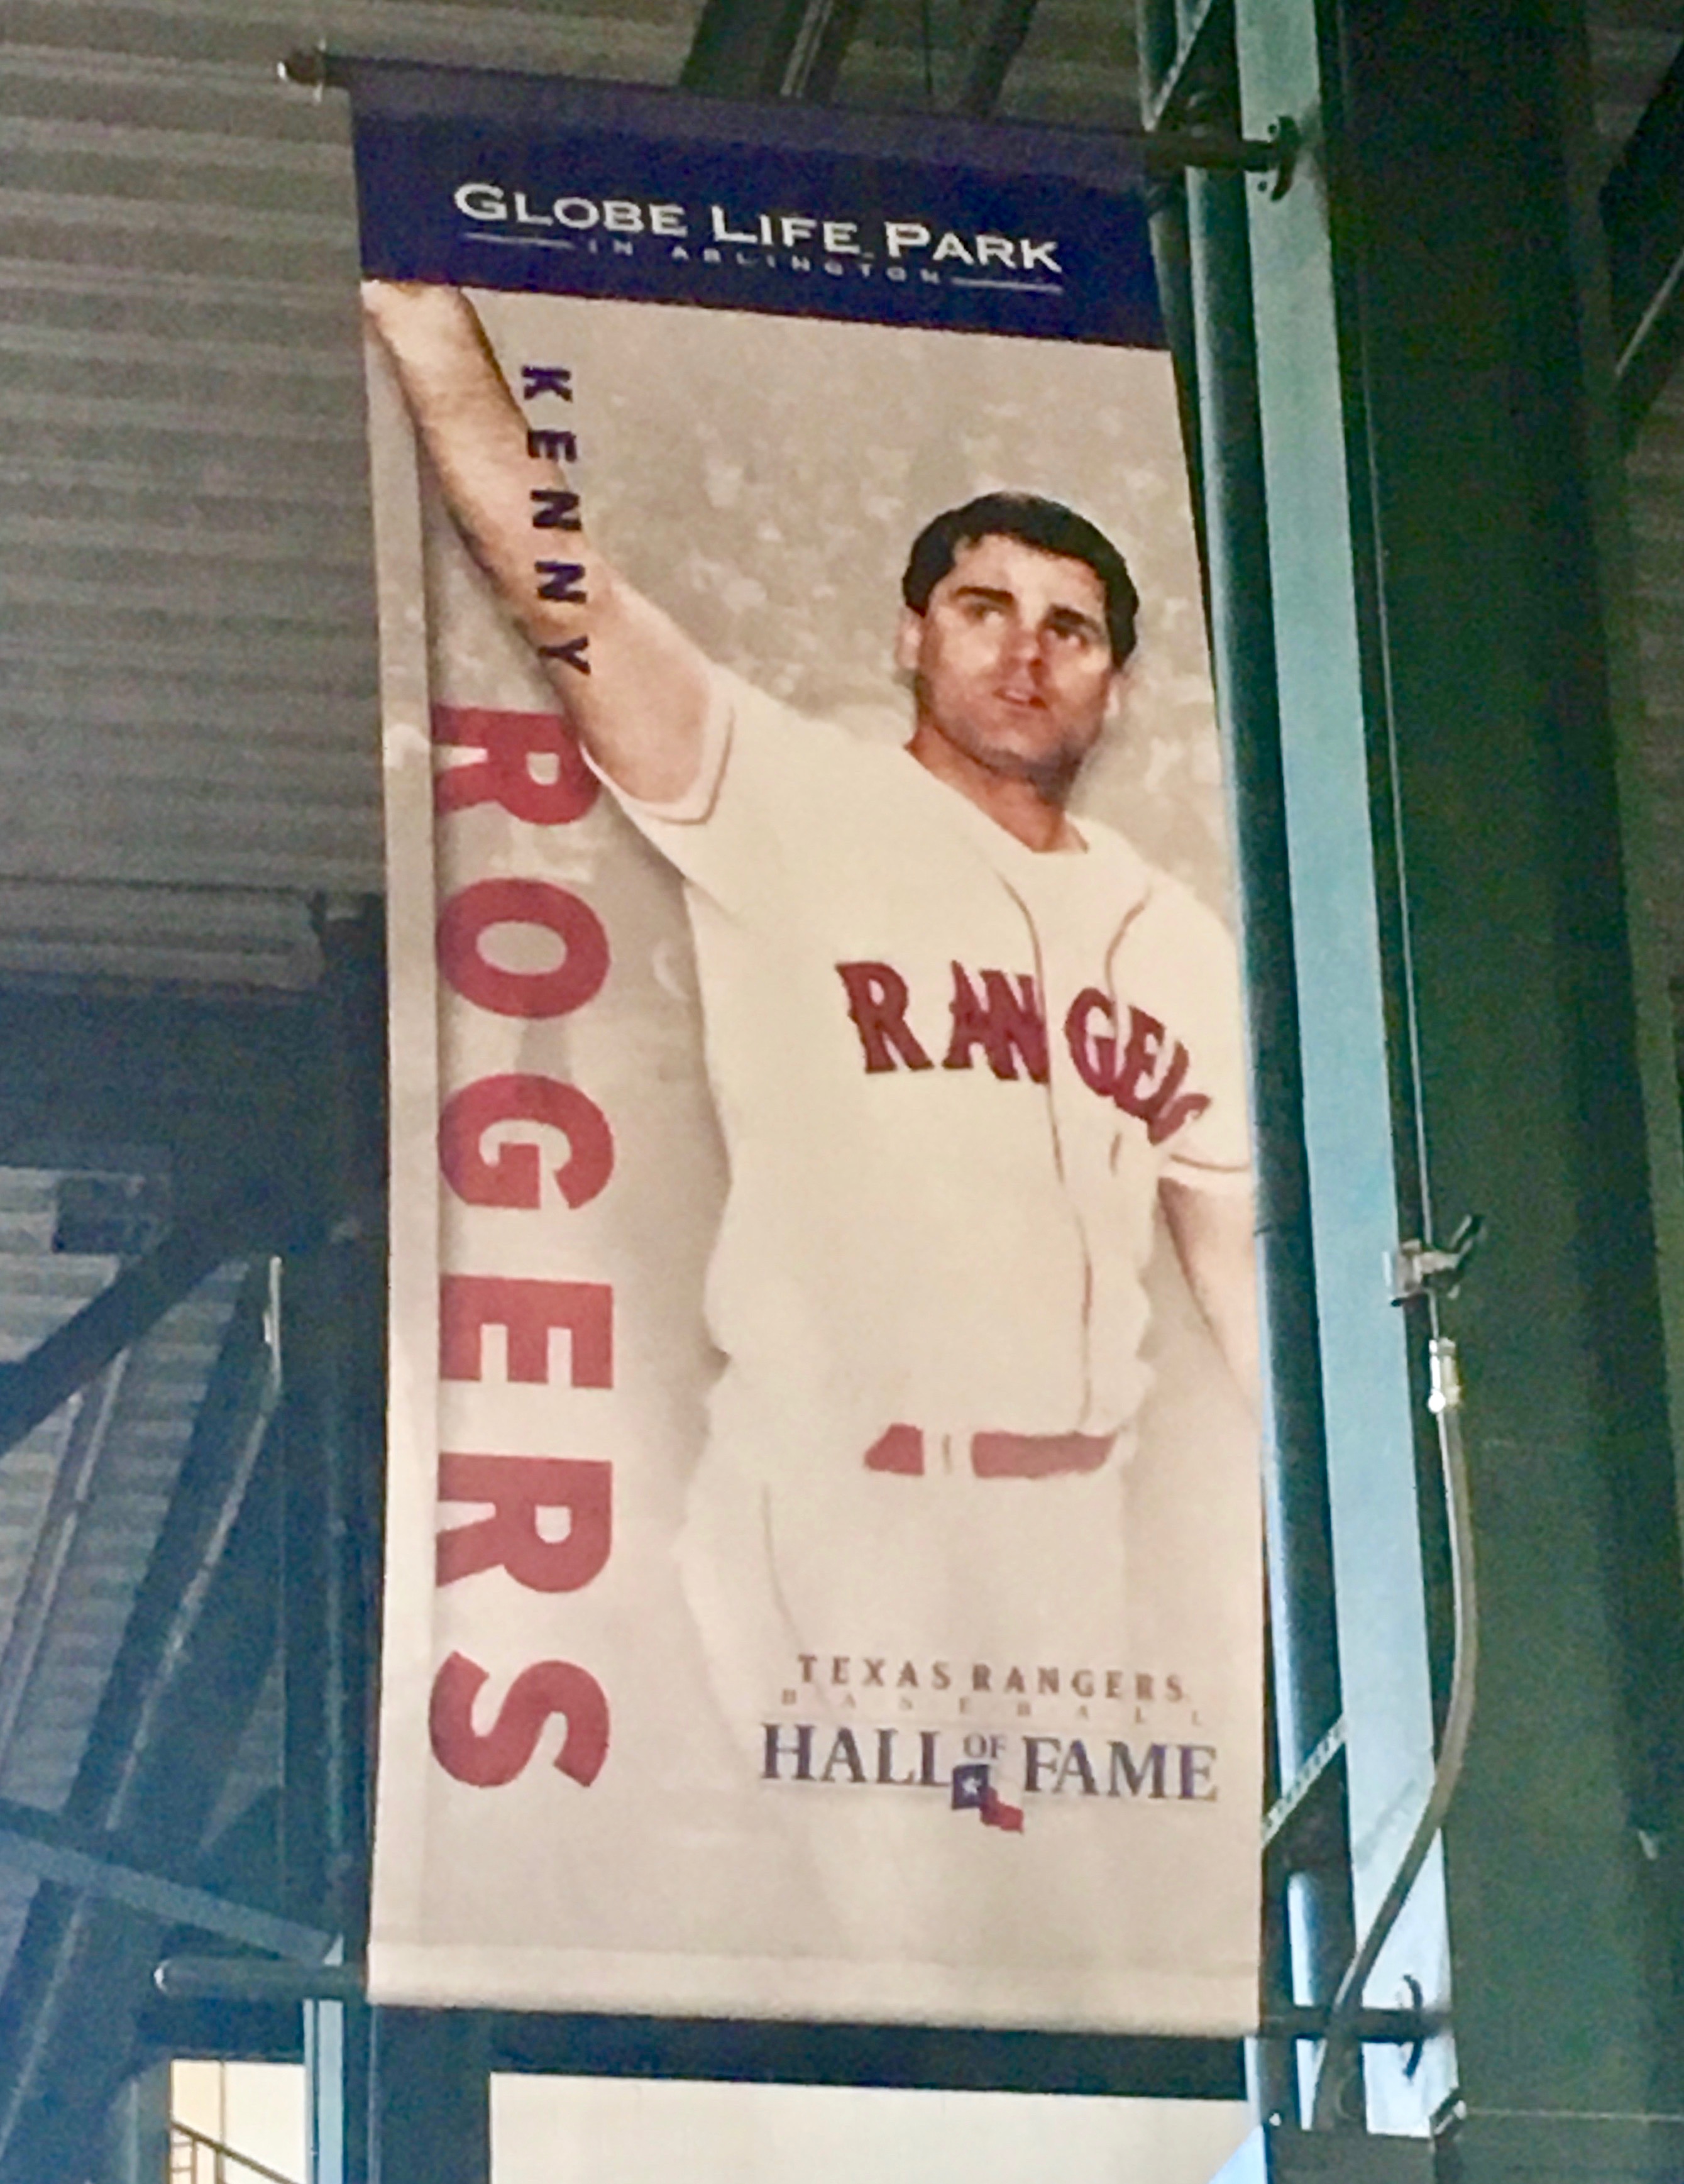 GLOBE LIFE PARK
IN ARLINGTON
KENNY
ROGERS
RANGERS
TEXAS RANGERS
BASEBALL
HALL OF FAME